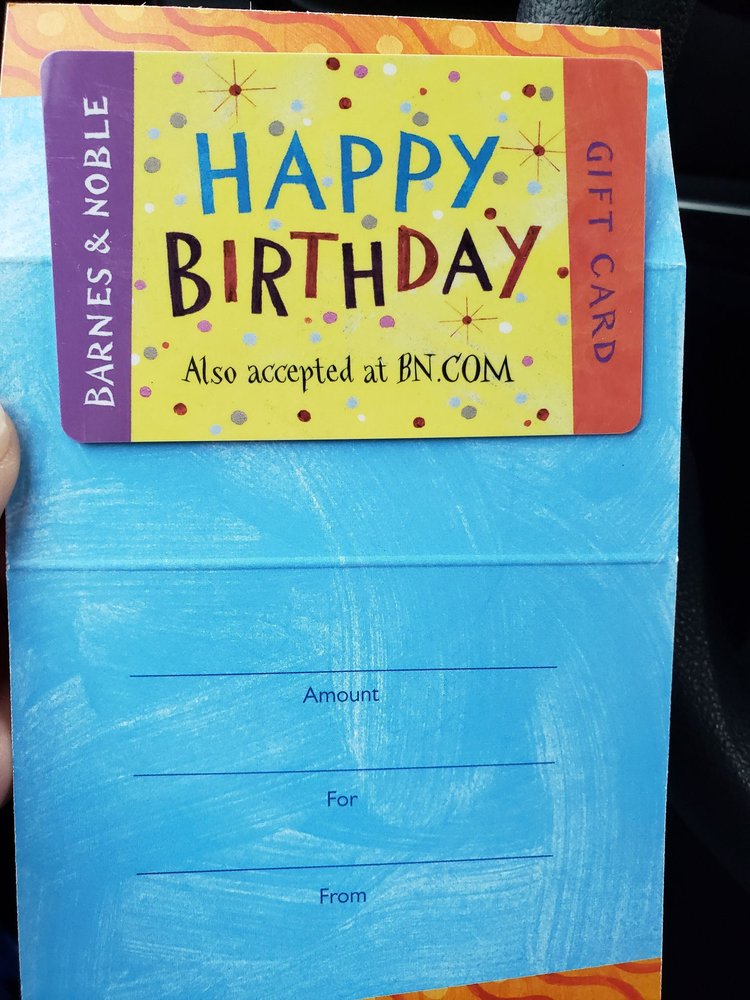 BARNES & NOBLE
HAPPY
BIRTHDAY
Also accepted at BN.COM
GIFT CARD
Amount
For
From